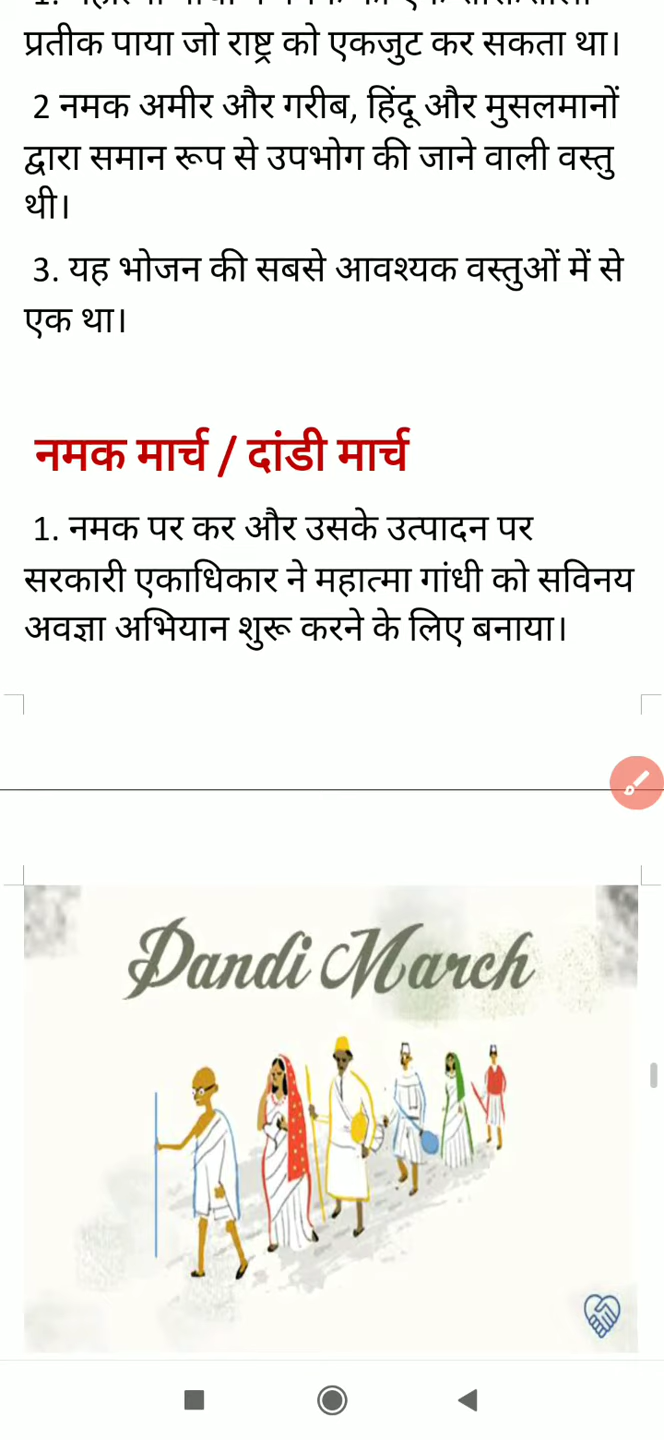 प्रतीक पाया जो राष्ट्र को एकजुट कर सकता था।
2 नमक अमीर और गरीब, हिंदू और मुसलमानों
द्वारा समान रूप से उपभोग की जाने वाली वस्तु
थी।
3. यह भोजन की सबसे आवश्यक वस्तुओं में से
एक था।
नमक मार्च / दांडी मार्च
1. नमक पर कर और उसके उत्पादन पर
सरकारी एकाधिकार ने महात्मा गांधी को सविनय
अवज्ञा अभियान शुरू करने के लिए बनाया।
Dandi March